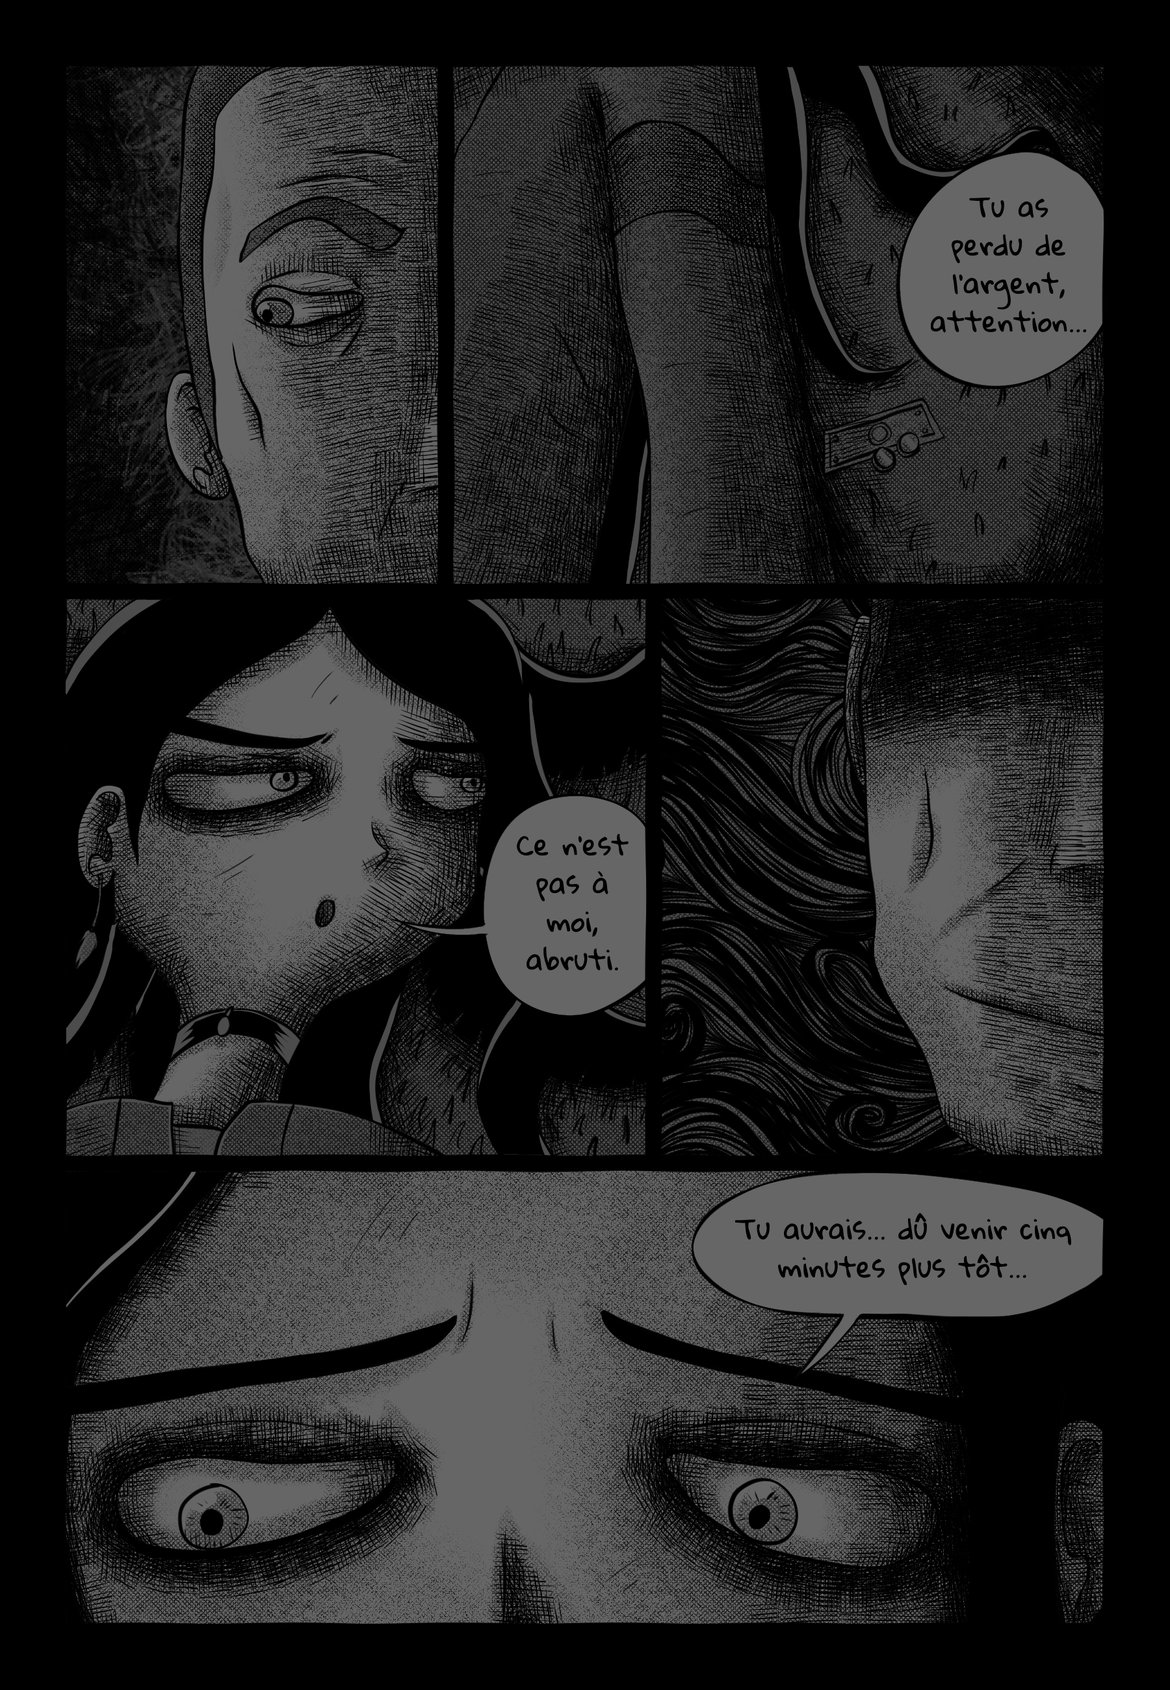 Tu as
perdu de
l'argent,
attention...
Ce n'est
pas à
moi,
abruti.
Tu aurais... dû venir cinq
minutes plus tôt...